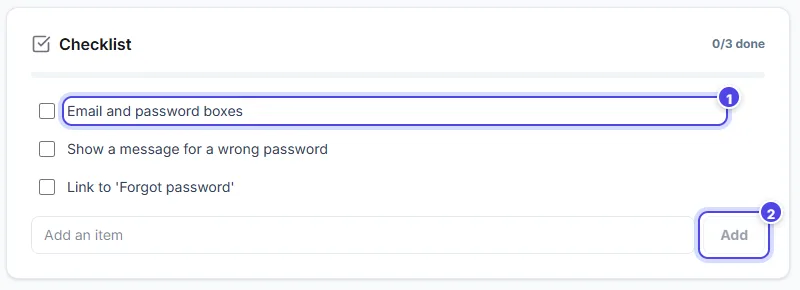 Checklist
0/3 done
1
Email and password boxes
Show a message for a wrong password
Link to 'Forgot password'
2
Add an item
Add